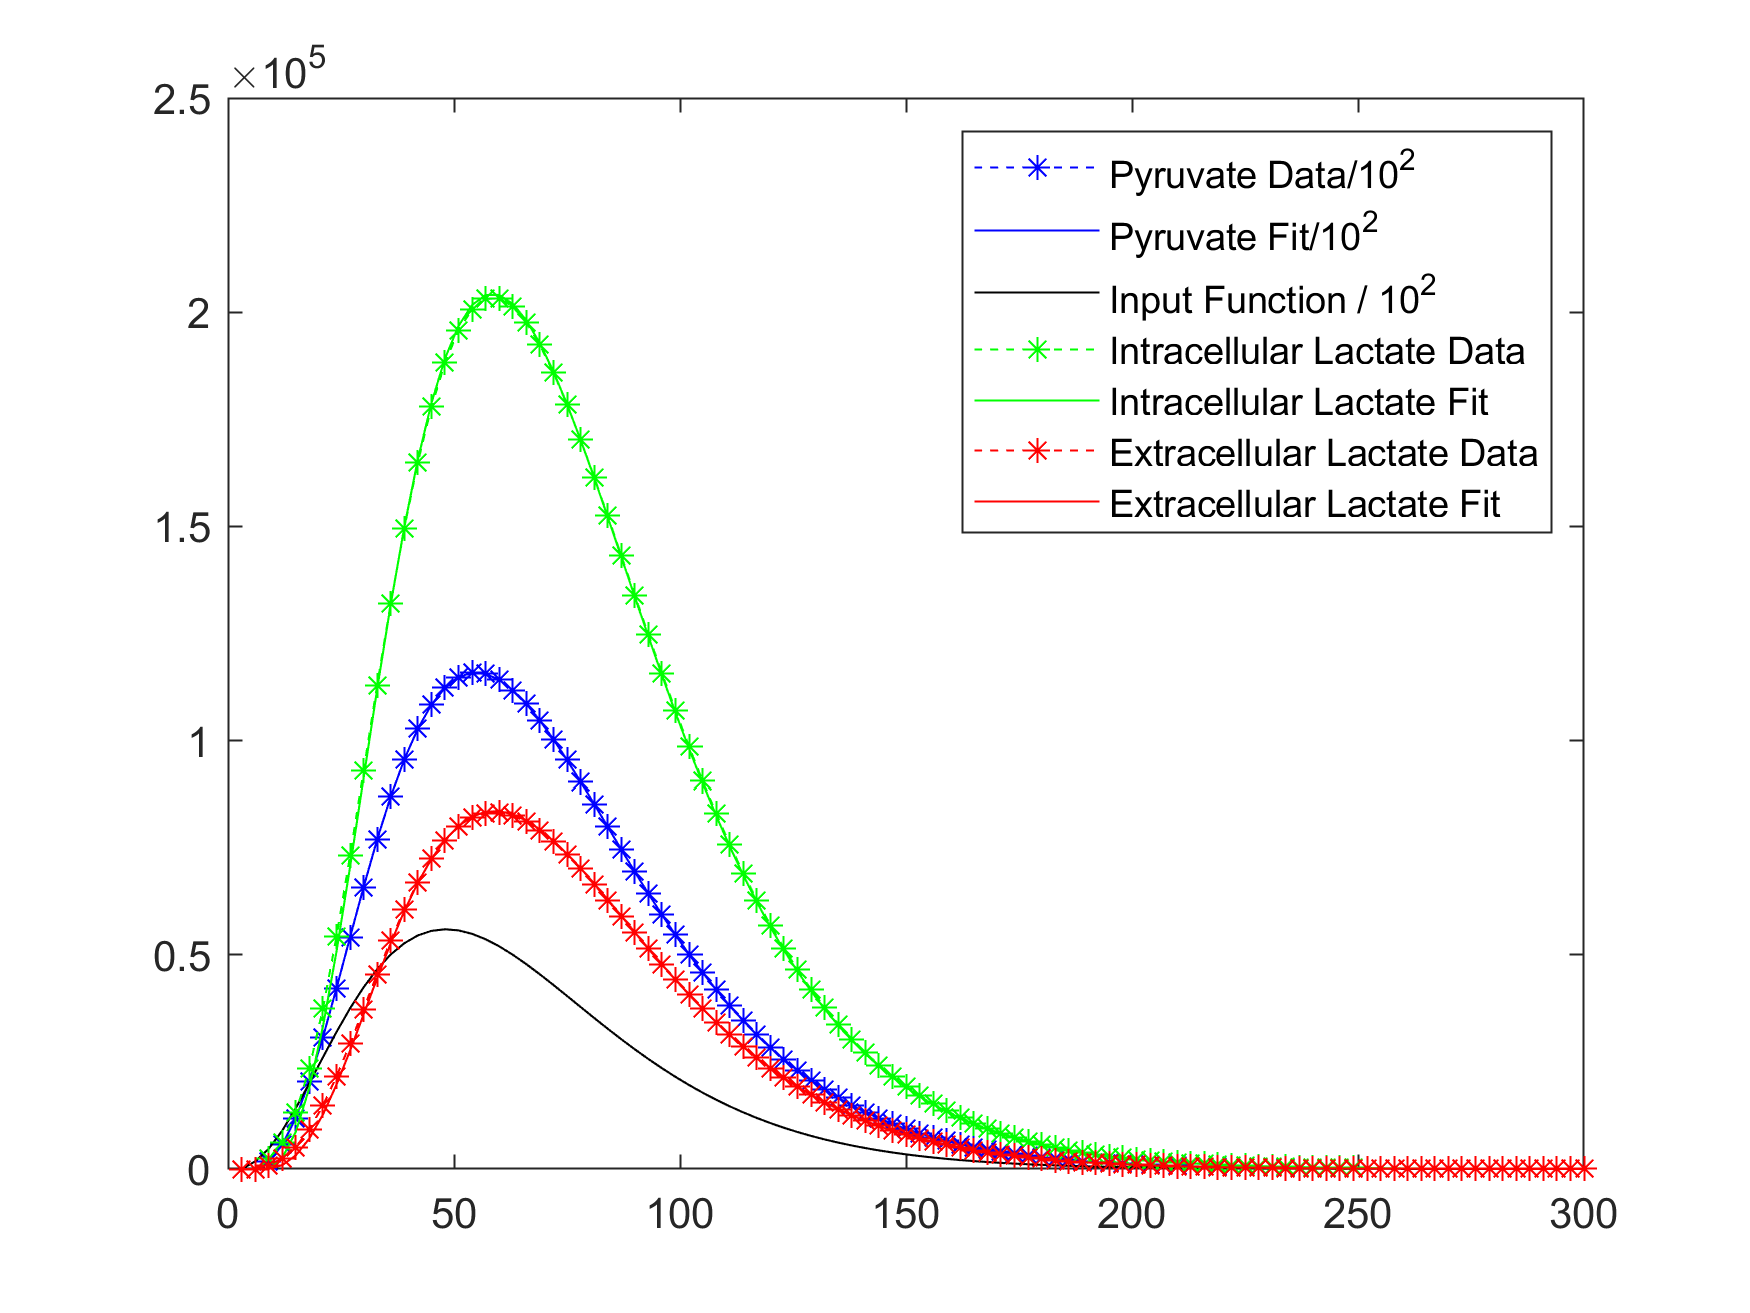 ×10^5
2.5
2
1.5
1
0.5
0
0 50 100 150 200 250 300
Pyruvate Data/10^2
Pyruvate Fit/10^2
Input Function / 10^2
Intracellular Lactate Data
Intracellular Lactate Fit
Extracellular Lactate Data
Extracellular Lactate Fit